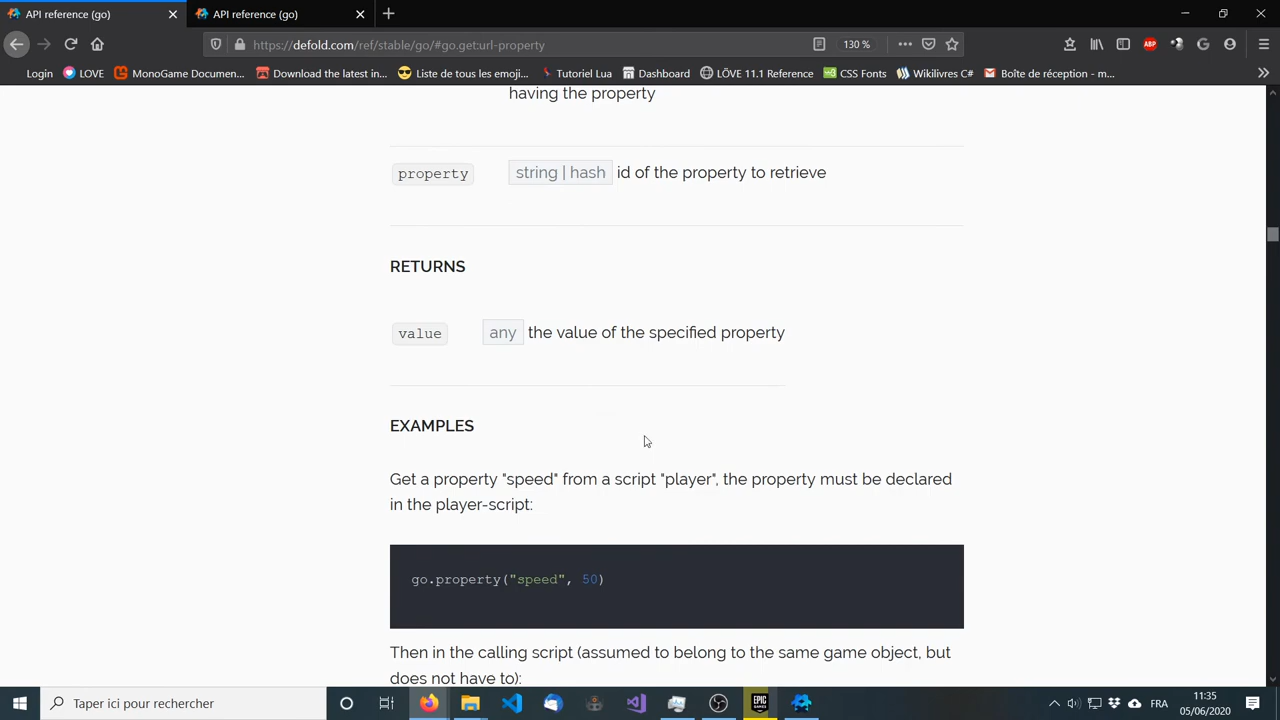 API reference (go)
API reference (go)
https://defold.com/ref/stable/go/#go.get:url-property
130 %
ABP
Login
LOVE
MonoGame Documen...
Download the latest in...
Liste de tous les emoji...
Tutoriel Lua
Dashboard
LÖVE 11.1 Reference
CSS Fonts
Wikilivres C#
Boîte de réception - m...
having the property
property string | hash id of the property to retrieve
RETURNS
value any the value of the specified property
EXAMPLES
Get a property "speed" from a script "player", the property must be declared
in the player-script:
go.property("speed", 50)
Then in the calling script (assumed to belong to the same game object, but
does not have to):
Taper ici pour rechercher
EPIC GAMES
FRA
11:35
05/06/2020